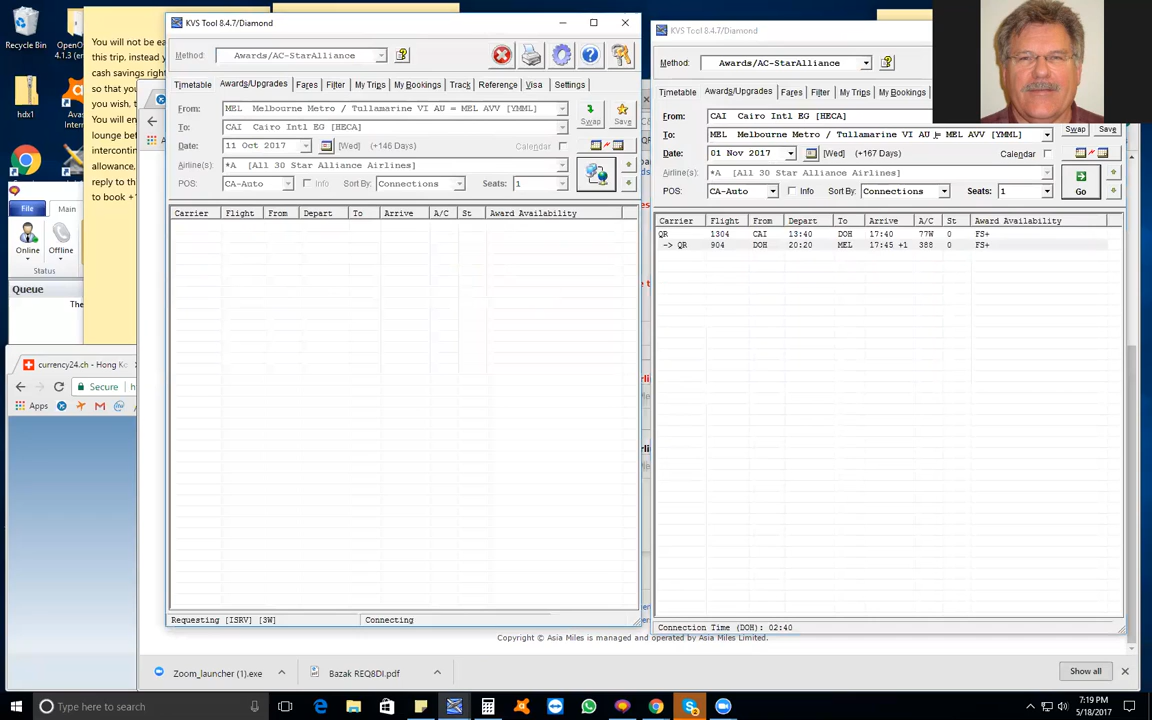 Recycle Bin
OpenO
4.1.3 (en
hdx1
Ava
E
S
You will not be ea
this trip. instead y
cash savings right
so that you
you wish, t
You will en
lounge befo
intercontine
allowance.
reply to the
to book +
File
Main
Online
Offline
Status
Queue
The
currency24.ch - Hong K
Secure
h
Apps
KVS Tool 8.4.7/Diamond
Method:
Awards/AC-StarAlliance
Timetable
Awards/Upgrades
Fares
Filter
My Trips
My Bookings
Track
Reference
Visa
Settings
From:
MEL Melbourne Metro / Tullamarine VI AU = MEL AVV [YMML]
To:
CAI Cairo Intl EG [HECA]
Swap
Save
Date:
11 Oct 2017
[Wed]
(+146 Days)
Calendar
Airline(s):
*A [All 30 Star Alliance Airlines]
POS:
CA-Auto
Info
Sort By:
Connections
Seats:
1
Carrier Flight From Depart To Arrive A/C St Award Availability
Requesting [ISRV] [3W]
Connecting
KVS Tool 8.4.7/Diamond
Method:
Awards/AC-StarAlliance
Timetable
Awards/Upgrades
Fares
Filter
My Trips
My Bookings
From:
CAI Cairo Intl EG [HECA]
To:
MEL Melbourne Metro / Tullamarine VI AU = MEL AVV [YMML]
Swap
Save
Date:
01 Nov 2017
[Wed]
(+167 Days)
Calendar
Airline(s):
*A [All 30 Star Alliance Airlines]
POS:
CA-Auto
Info
Sort By:
Connections
Seats:
1
Go
Carrier Flight From Depart To Arrive A/C St Award Availability
QR 1304 CAI 13:40 DOH 17:40 77W 0 FS+
-> QR 904 DOH 20:20 MEL 17:45 +1 388 0 FS+
Connection Time (DOH): 02:40
Copyright © Asia Miles is managed and operated by Asia Miles Limited.
Zoom_launcher (1).exe
Bazak REQ8DI.pdf
Show all
Type here to search
7:19 PM
5/18/2017